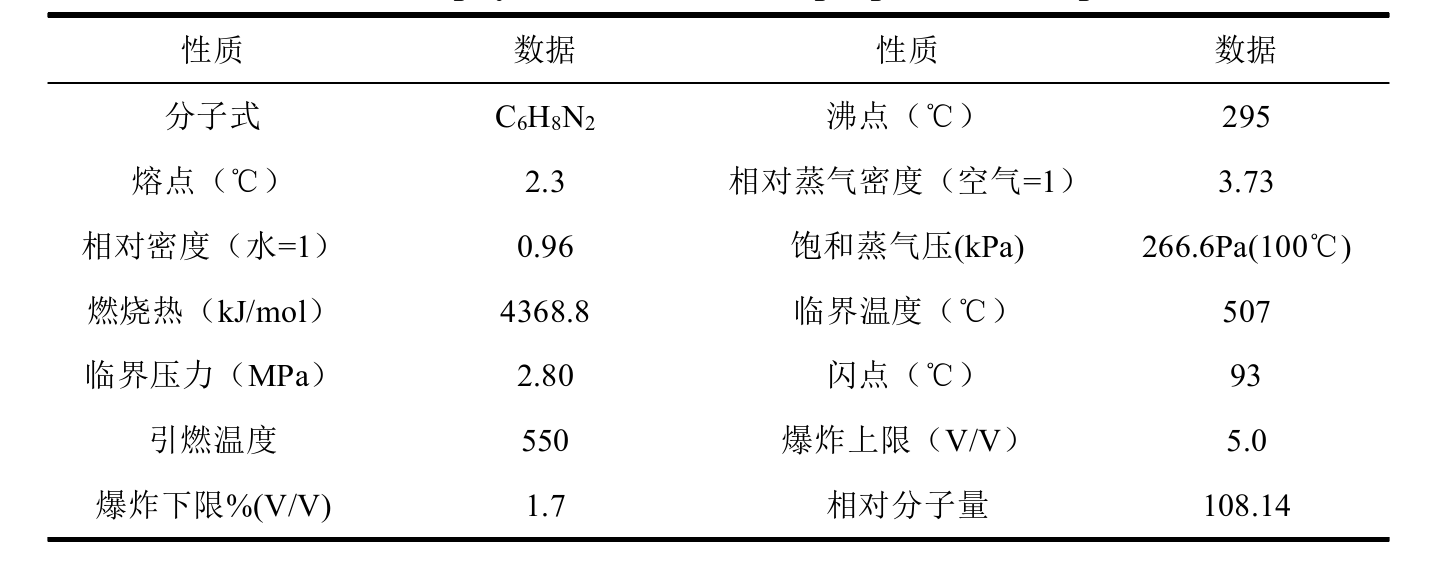 性质 数据 性质 数据
分子式 C₆H₈N₂ 沸点（℃） 295
熔点（℃） 2.3 相对蒸气密度（空气=1） 3.73
相对密度（水=1） 0.96 饱和蒸气压(kPa) 266.6Pa(100℃)
燃烧热（kJ/mol） 4368.8 临界温度（℃） 507
临界压力（MPa） 2.80 闪点（℃） 93
引燃温度 550 爆炸上限（V/V） 5.0
爆炸下限%(V/V) 1.7 相对分子量 108.14